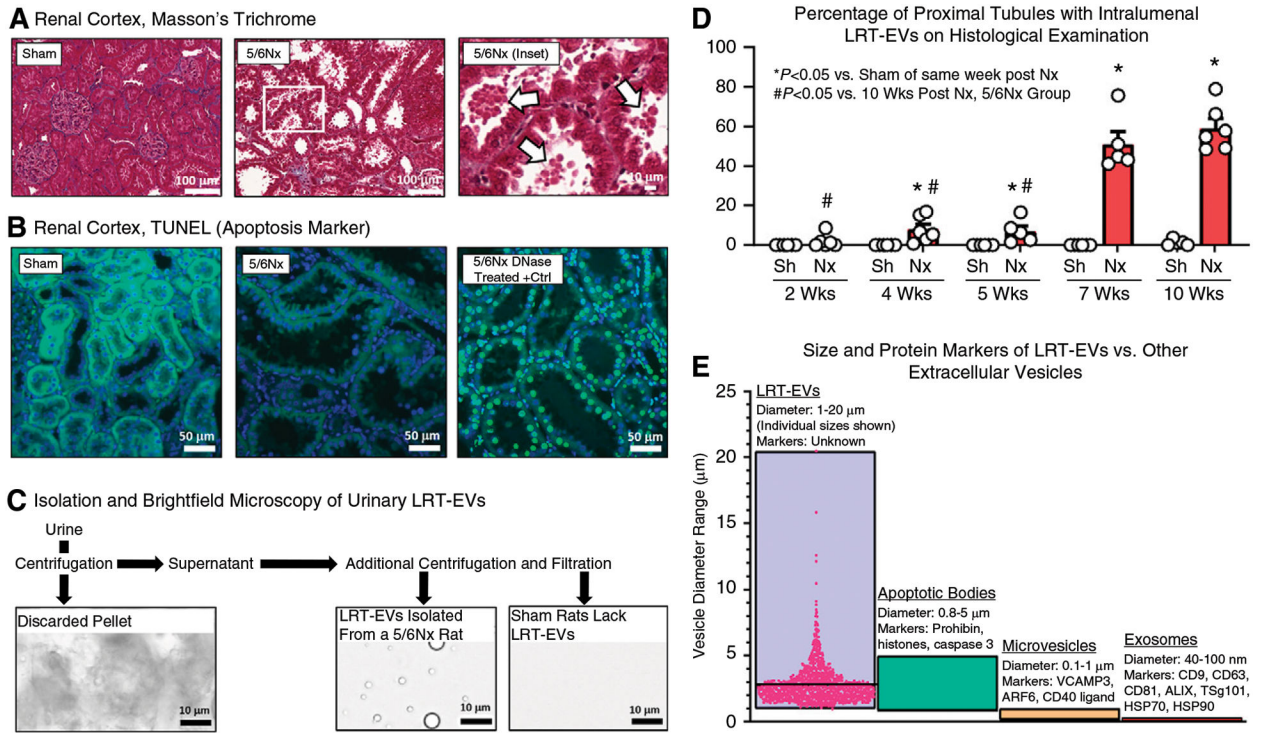 A Renal Cortex, Masson's Trichrome
Sham
100 µm
5/6Nx
100 µm
5/6Nx (Inset)
10 µm
B Renal Cortex, TUNEL (Apoptosis Marker)
Sham
50 µm
5/6Nx
50 µm
5/6Nx DNase
Treated +Ctrl
50 µm
C Isolation and Brightfield Microscopy of Urinary LRT-EVs
Urine
Centrifugation
Supernatant
Additional Centrifugation and Filtration
Discarded Pellet
10 µm
LRT-EVs Isolated
From a 5/6Nx Rat
10 µm
Sham Rats Lack
LRT-EVs
10 µm
D Percentage of Proximal Tubules with Intralumenal
LRT-EVs on Histological Examination
*P<0.05 vs. Sham of same week post Nx
#P<0.05 vs. 10 Wks Post Nx, 5/6Nx Group
100
80
60
40
20
0
#
* #
* #
*
*
Sh Nx Sh Nx Sh Nx Sh Nx Sh Nx
2 Wks 4 Wks 5 Wks 7 Wks 10 Wks
E Size and Protein Markers of LRT-EVs vs. Other
Extracellular Vesicles
Vesicle Diameter Range (µm)
25
20
15
10
5
0
LRT-EVs
Diameter: 1-20 µm
(Individual sizes shown)
Markers: Unknown
Apoptotic Bodies
Diameter: 0.8-5 µm
Markers: Prohibin,
histones, caspase 3
Microvesicles
Diameter: 0.1-1 µm
Markers: VCAMP3,
ARF6, CD40 ligand
Exosomes
Diameter: 40-100 nm
Markers: CD9, CD63,
CD81, ALIX, TSg101,
HSP70, HSP90